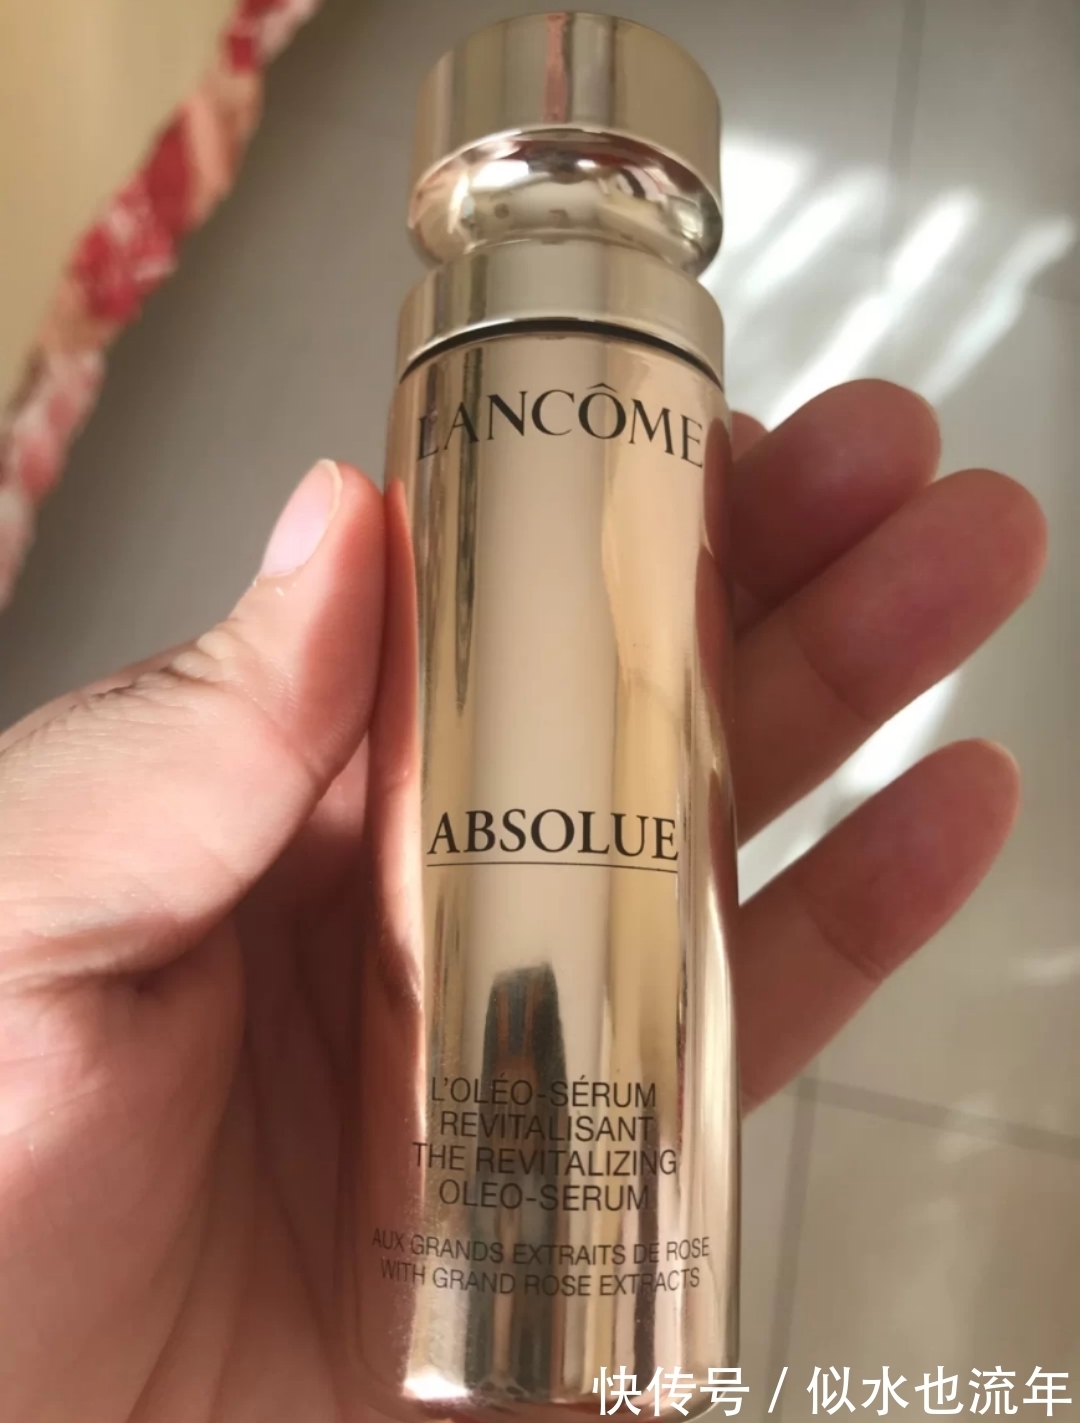 LANCÔME
ABSOLUE
L'OLÉO-SÉRUM
REVITALISANT
THE REVITALIZING
OLEO-SERUM
AUX GRANDS EXTRAITS DE ROSE
WITH GRAND ROSE EXTRACTS
快传号 / 似水也流年